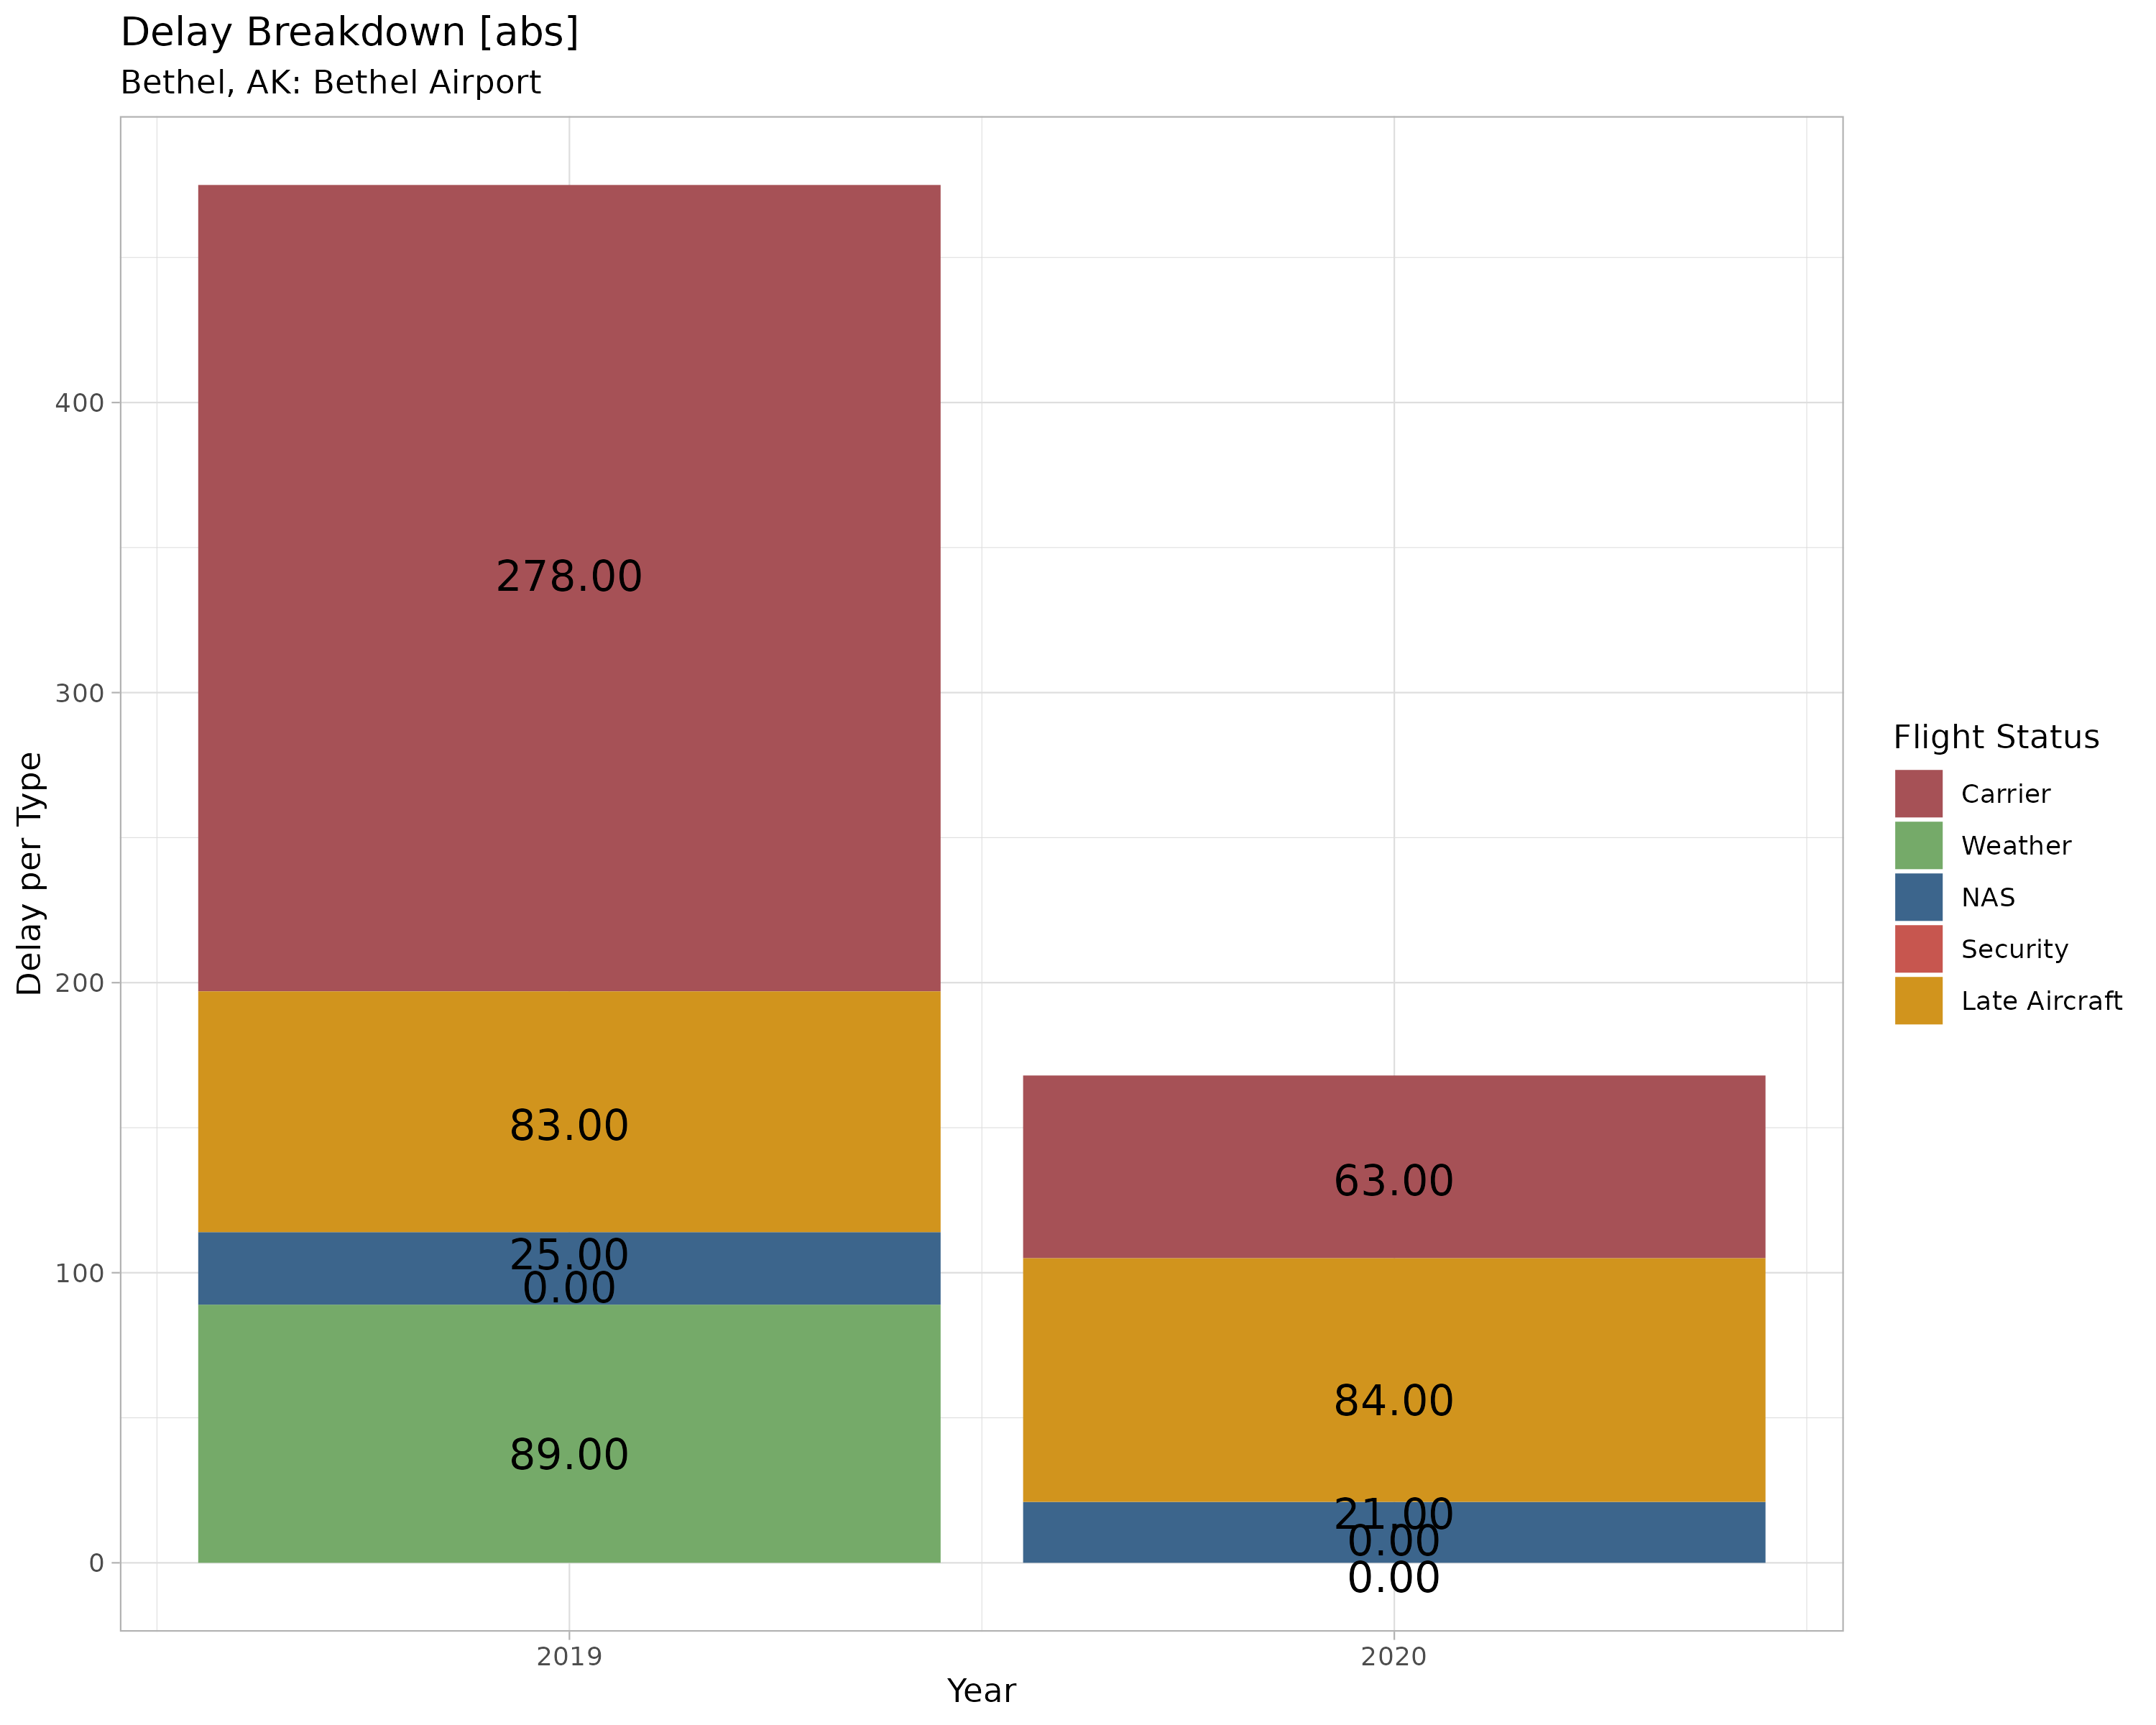 Delay Breakdown [abs]
Bethel, AK: Bethel Airport
Delay per Type
400
300
200
100
0
278.00
83.00
25.00
0.00
89.00
63.00
84.00
21.00
0.00
0.00
2019
2020
Year
Flight Status
Carrier
Weather
NAS
Security
Late Aircraft